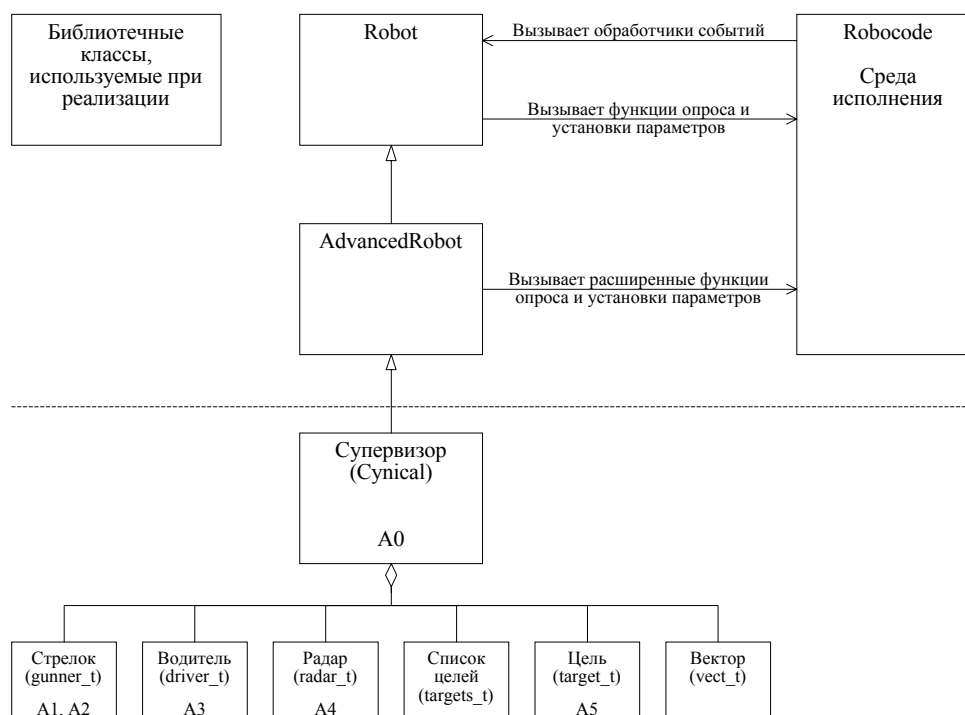 Библиотечные
классы,
используемые при
реализации
Robot
Вызывает обработчики событий
Robocode
Среда
исполнения
Вызывает функции опроса и
установки параметров
AdvancedRobot
Вызывает расширенные функции
опроса и установки параметров
Супервизор
(Cynical)
A0
Стрелок
(gunner_t)
A1, A2
Водитель
(driver_t)
A3
Радар
(radar_t)
A4
Список
целей
(targets_t)
Цель
(target_t)
A5
Вектор
(vect_t)